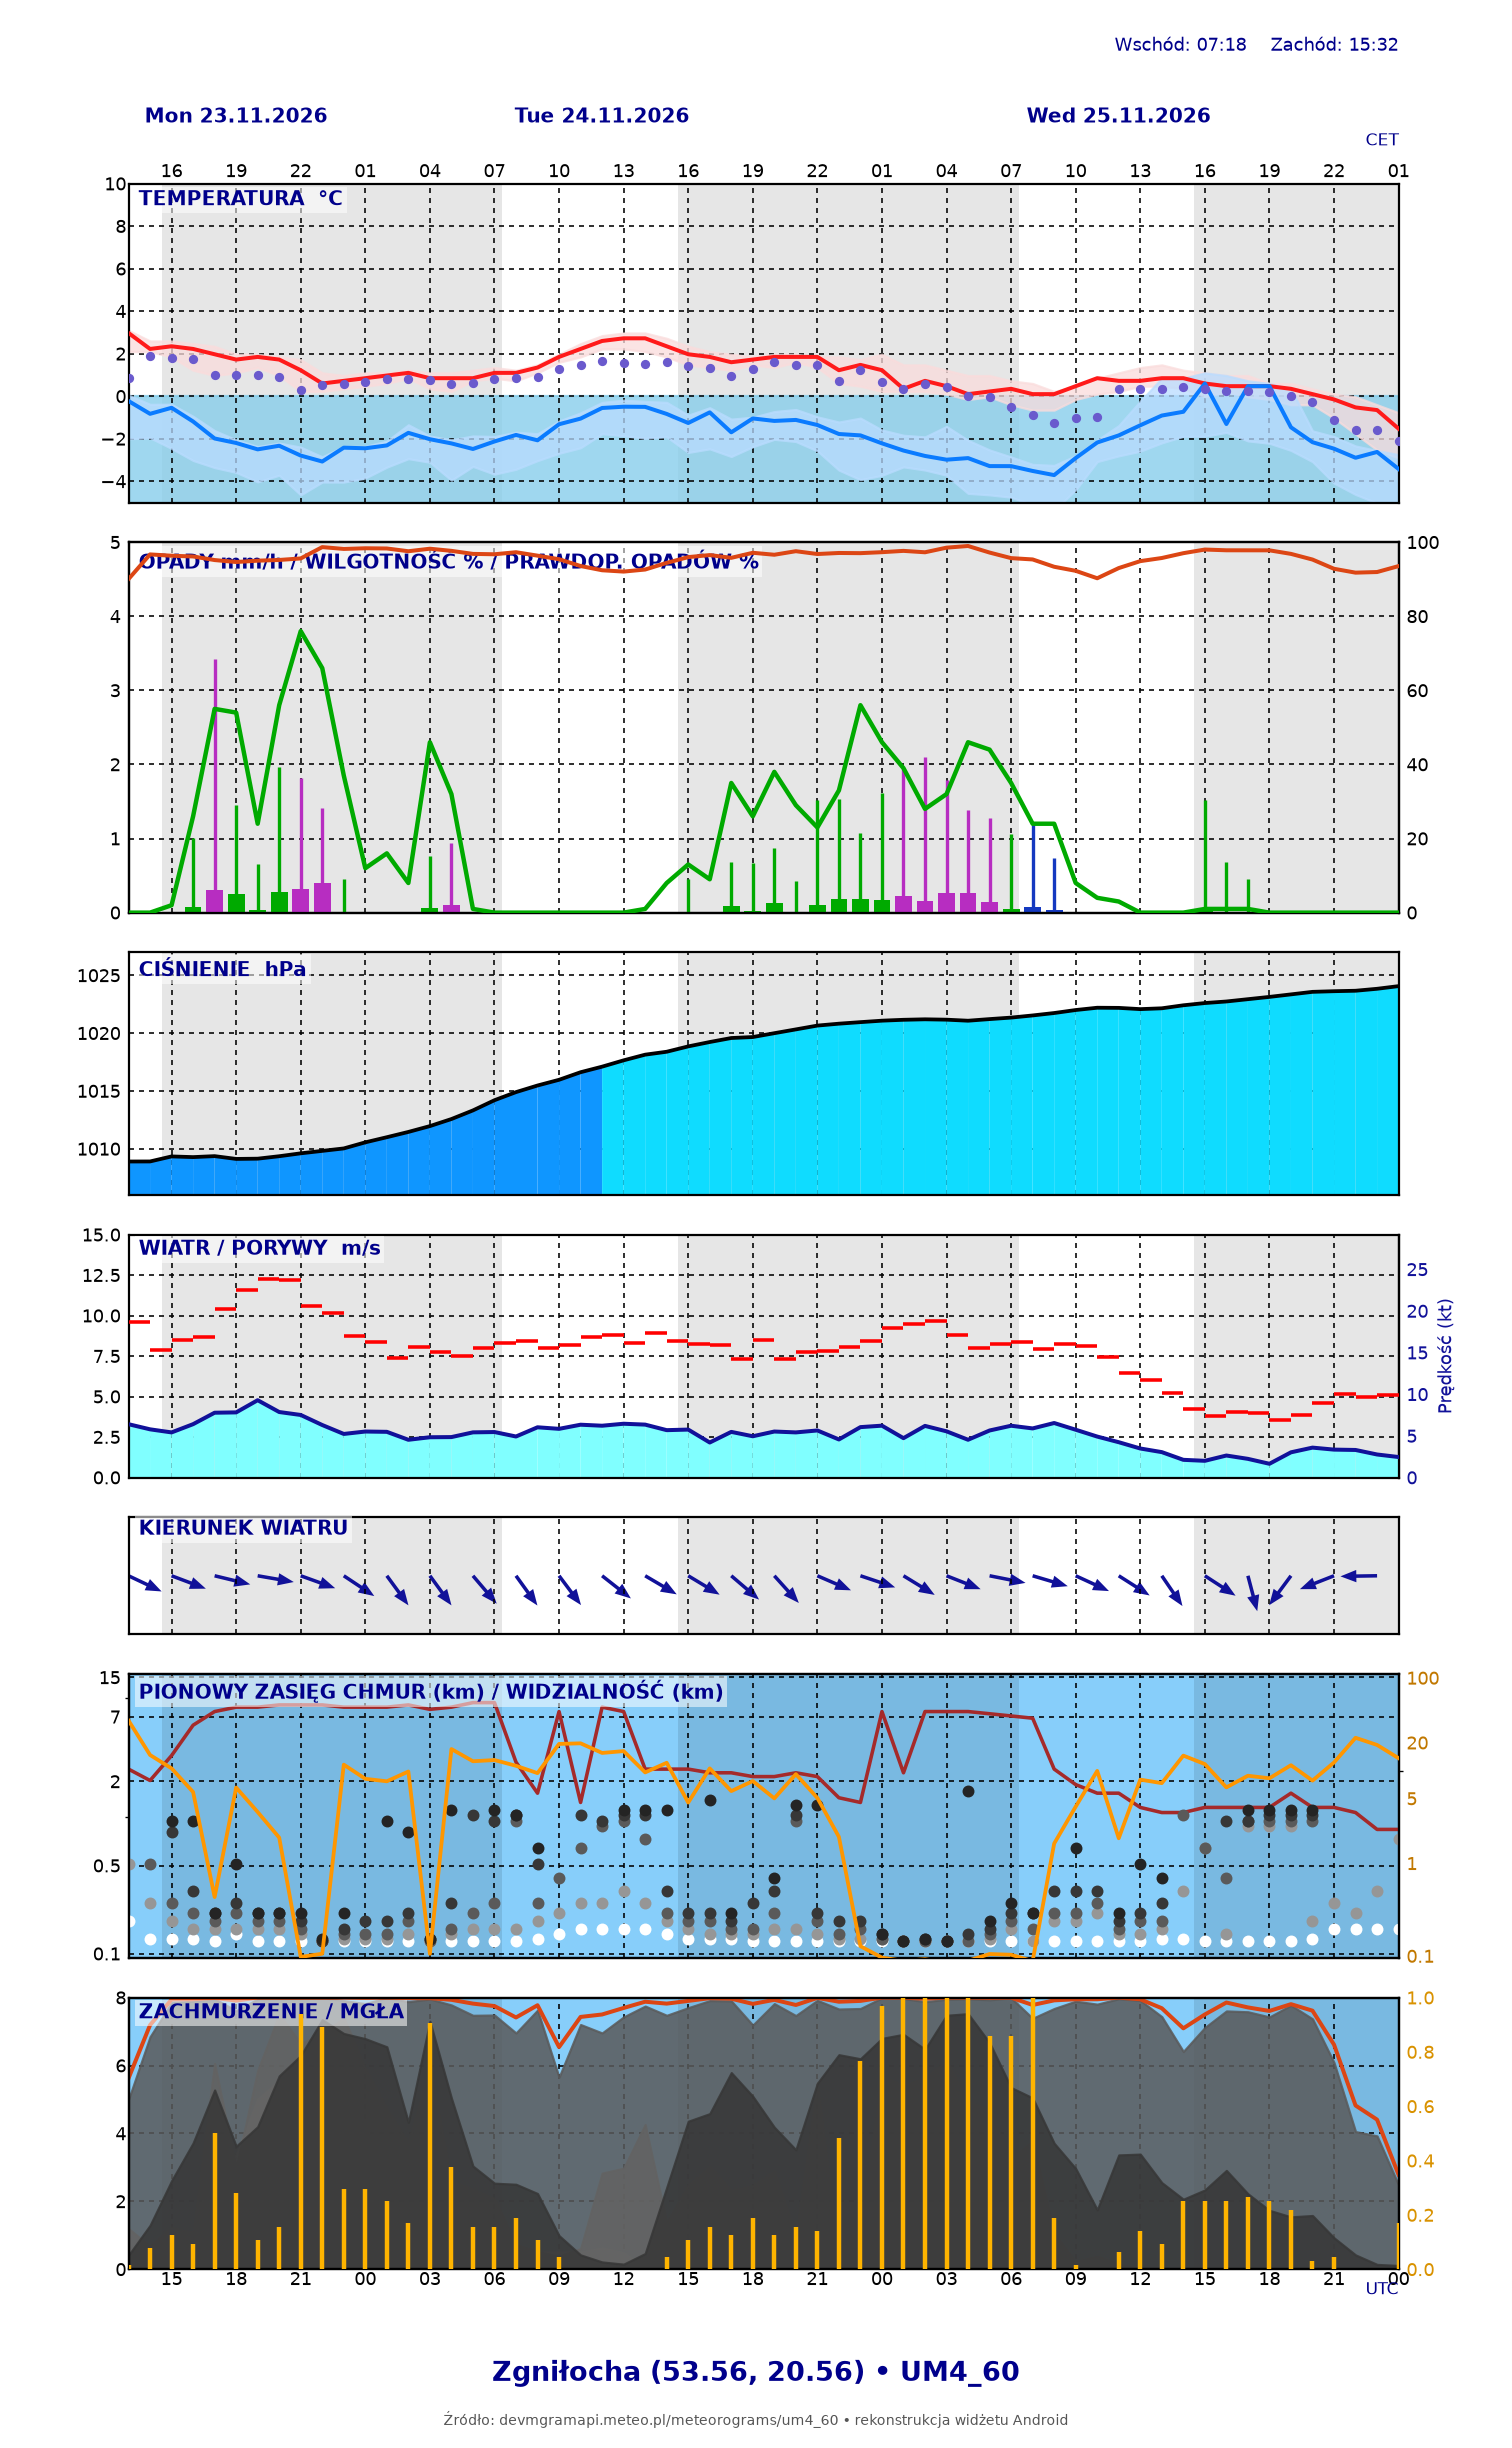 Wschód: 07:18 Zachód: 15:32
Mon 23.11.2026 Tue 24.11.2026 Wed 25.11.2026
CET
16 19 22 01 04 07 10 13 16 19 22 01 04 07 10 13 16 19 22 01
TEMPERATURA °C
10
8
6
4
2
0
−2
−4
OPADY mm/h / WILGOTNOŚĆ % / PRAWDOP. OPADÓW %
5 100
4 80
3 60
2 40
1 20
0 0
CIŚNIENIE hPa
1025
1020
1015
1010
WIATR / PORYWY m/s
15.0
12.5 25
10.0 20
7.5 15
5.0 10
2.5 5
0.0 0
Prędkość (kt)
KIERUNEK WIATRU
PIONOWY ZASIĘG CHMUR (km) / WIDZIALNOŚĆ (km)
15 100
7 20
2 5
0.5 1
0.1 0.1
ZACHMURZENIE / MGŁA
8 1.0
6 0.8
0.6
4 0.4
2 0.2
0 0.0
15 18 21 00 03 06 09 12 15 18 21 00 03 06 09 12 15 18 21 00
UTC
Zgniłocha (53.56, 20.56) • UM4_60
Źródło: devmgramapi.meteo.pl/meteorograms/um4_60 • rekonstrukcja widżetu Android